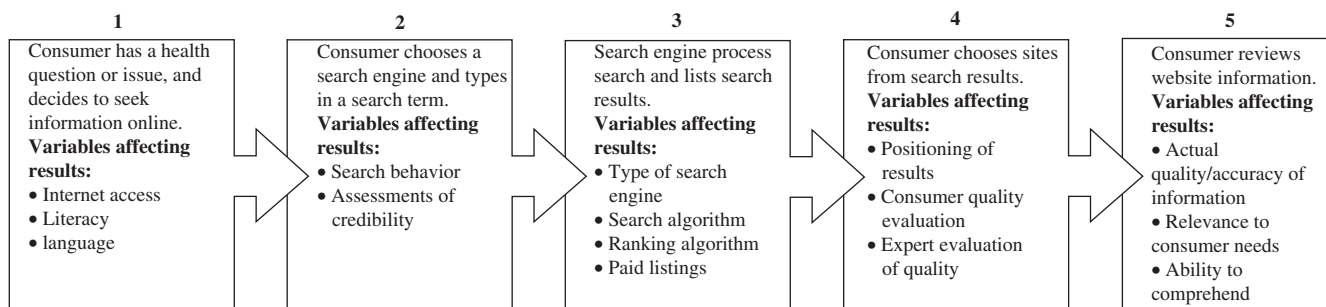 1
Consumer has a health
question or issue, and
decides to seek
information online.
Variables affecting
results:
• Internet access
• Literacy
• language
2
Consumer chooses a
search engine and types
in a search term.
Variables affecting
results:
• Search behavior
• Assessments of
credibility
3
Search engine process
search and lists search
results.
Variables affecting
results:
• Type of search
engine
• Search algorithm
• Ranking algorithm
• Paid listings
4
Consumer chooses sites
from search results.
Variables affecting
results:
• Positioning of
results
• Consumer quality
evaluation
• Expert evaluation
of quality
5
Consumer reviews
website information.
Variables affecting
results:
• Actual
quality/accuracy of
information
• Relevance to
consumer needs
• Ability to
comprehend